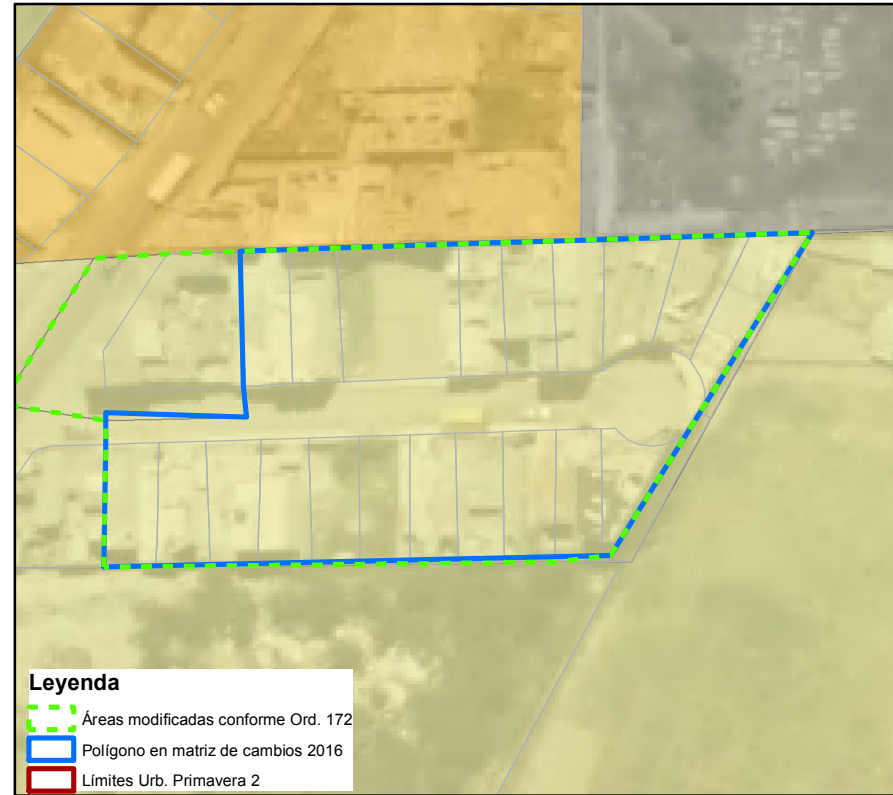 Leyenda
Áreas modificadas conforme Ord. 172
Polígono en matriz de cambios 2016
Límites Urb. Primavera 2